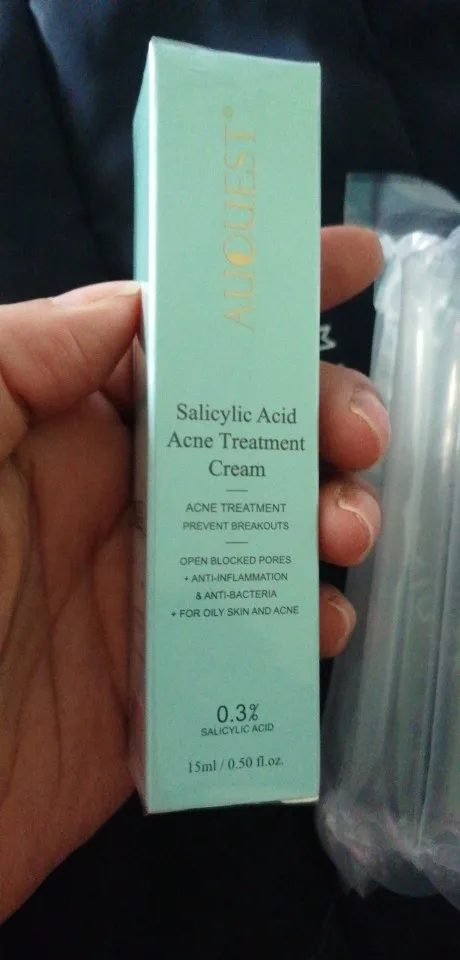 AUQUEST®
Salicylic Acid
Acne Treatment
Cream
ACNE TREATMENT
PREVENT BREAKOUTS
OPEN BLOCKED PORES
+ ANTI-INFLAMMATION
& ANTI-BACTERIA
+ FOR OILY SKIN AND ACNE
0.3%
SALICYLIC ACID
15ml / 0.50 fl.oz.